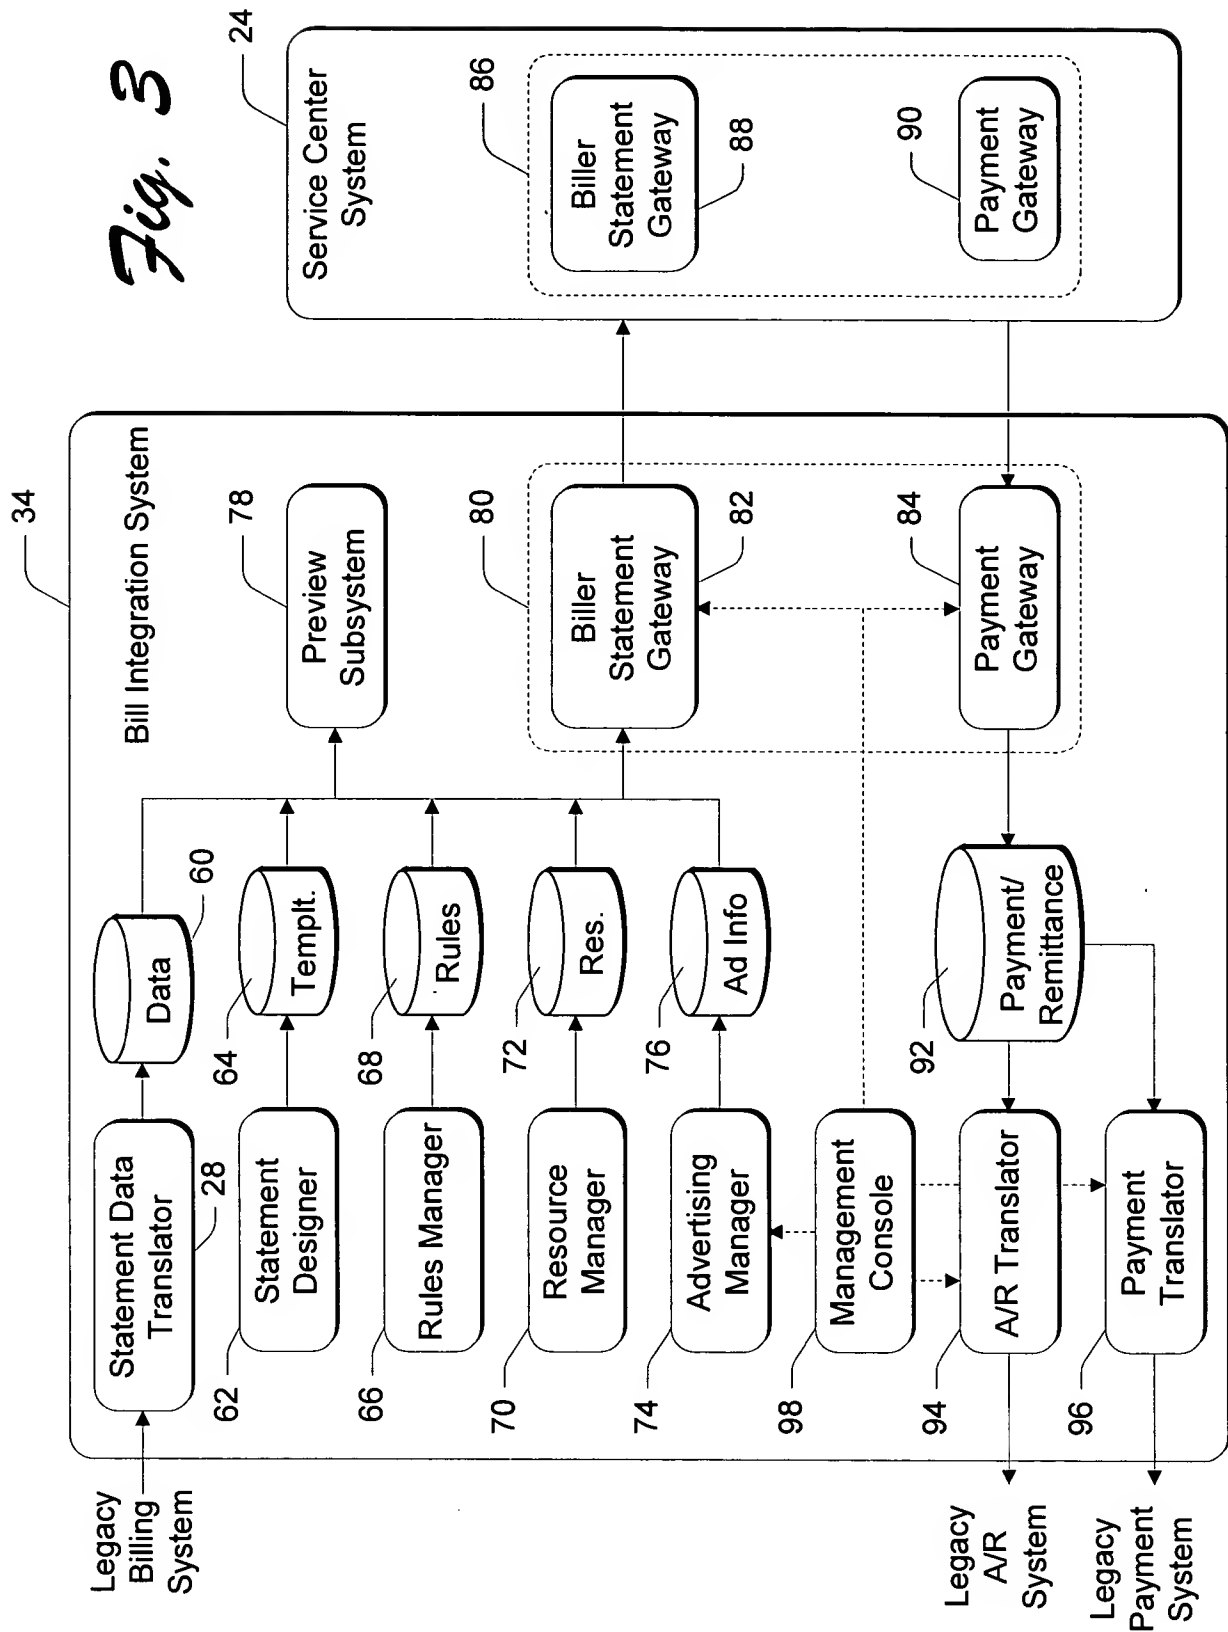 Fig. 3
34
Bill Integration System
24
Service Center
System
Legacy
Billing
System
Statement Data
Translator
28
Data
60
62
Statement
Designer
64
Templt.
66
Rules Manager
68
Rules
70
Resource
Manager
72
Res.
74
Advertising
Manager
76
Ad Info
78
Preview
Subsystem
80
Biller
Statement
Gateway
82
86
Biller
Statement
Gateway
88
98
Management
Console
84
Payment
Gateway
90
Payment
Gateway
92
Payment/
Remittance
94
A/R Translator
Legacy
A/R
System
96
Payment
Translator
Legacy
Payment
System